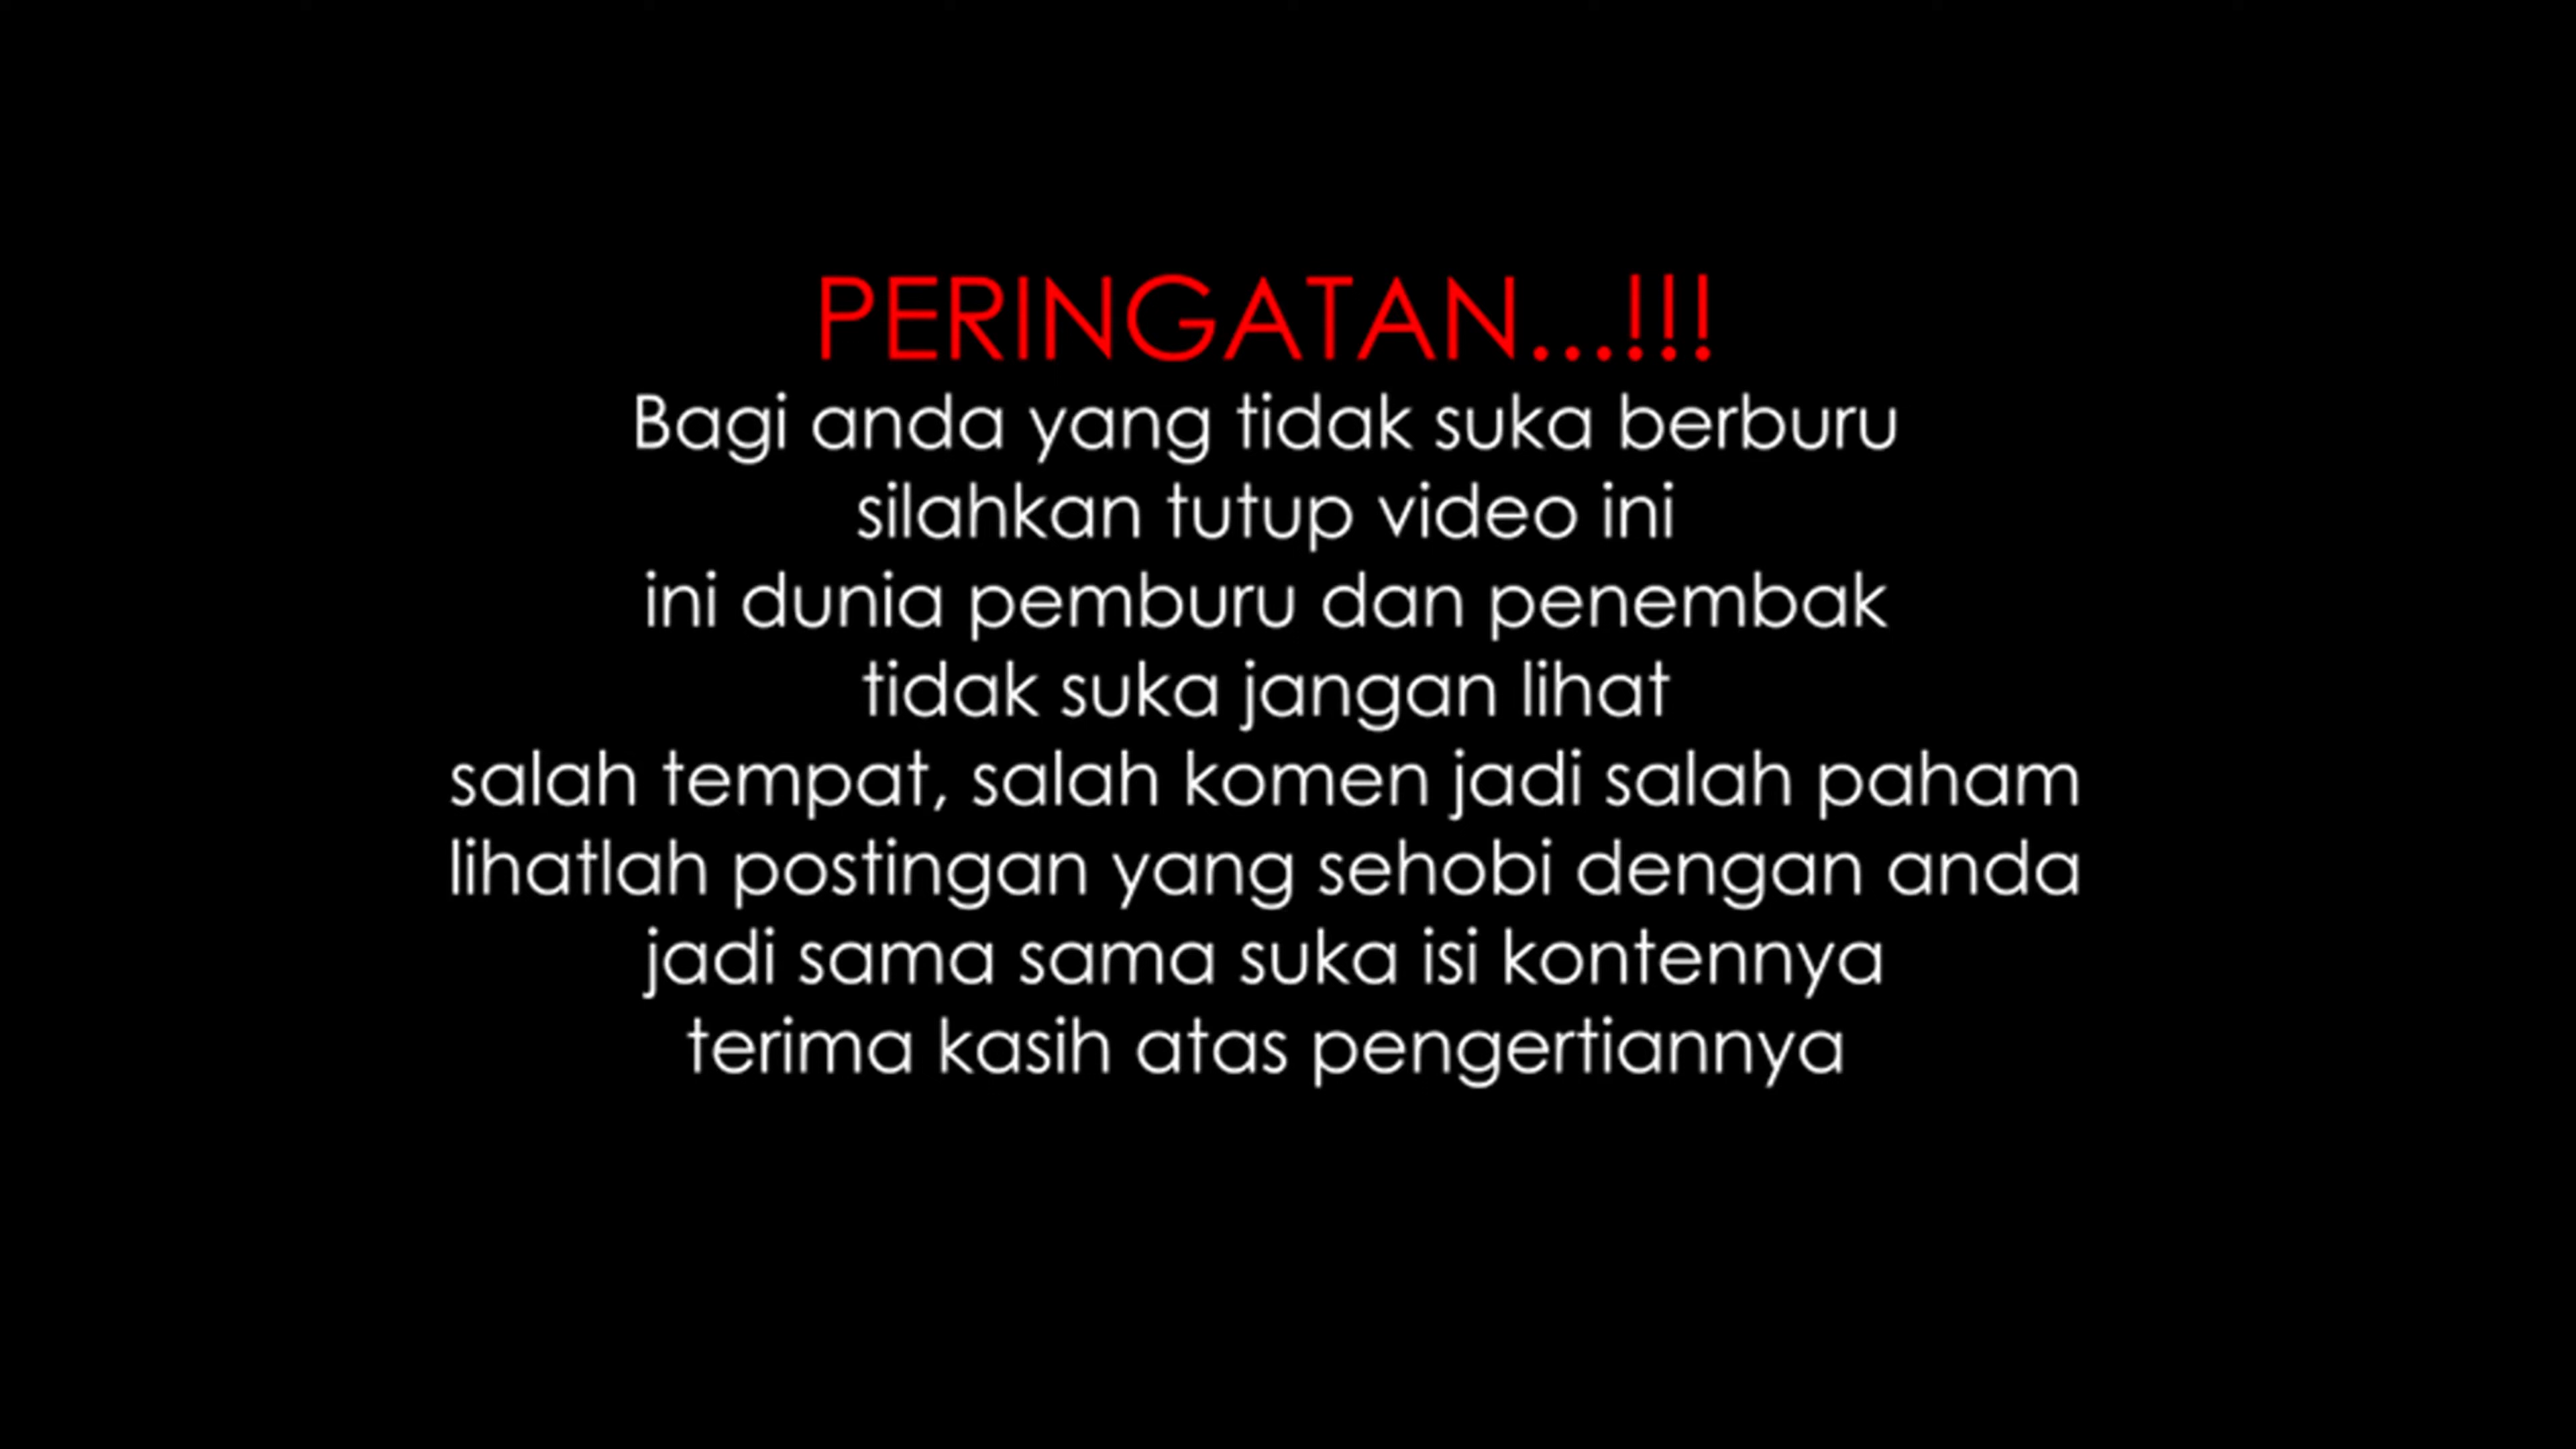 PERINGATAN...!!!
Bagi anda yang tidak suka berburu
silahkan tutup video ini
ini dunia pemburu dan penembak
tidak suka jangan lihat
salah tempat, salah komen jadi salah paham
lihatlah postingan yang sehobi dengan anda
jadi sama sama suka isi kontennya
terima kasih atas pengertiannya